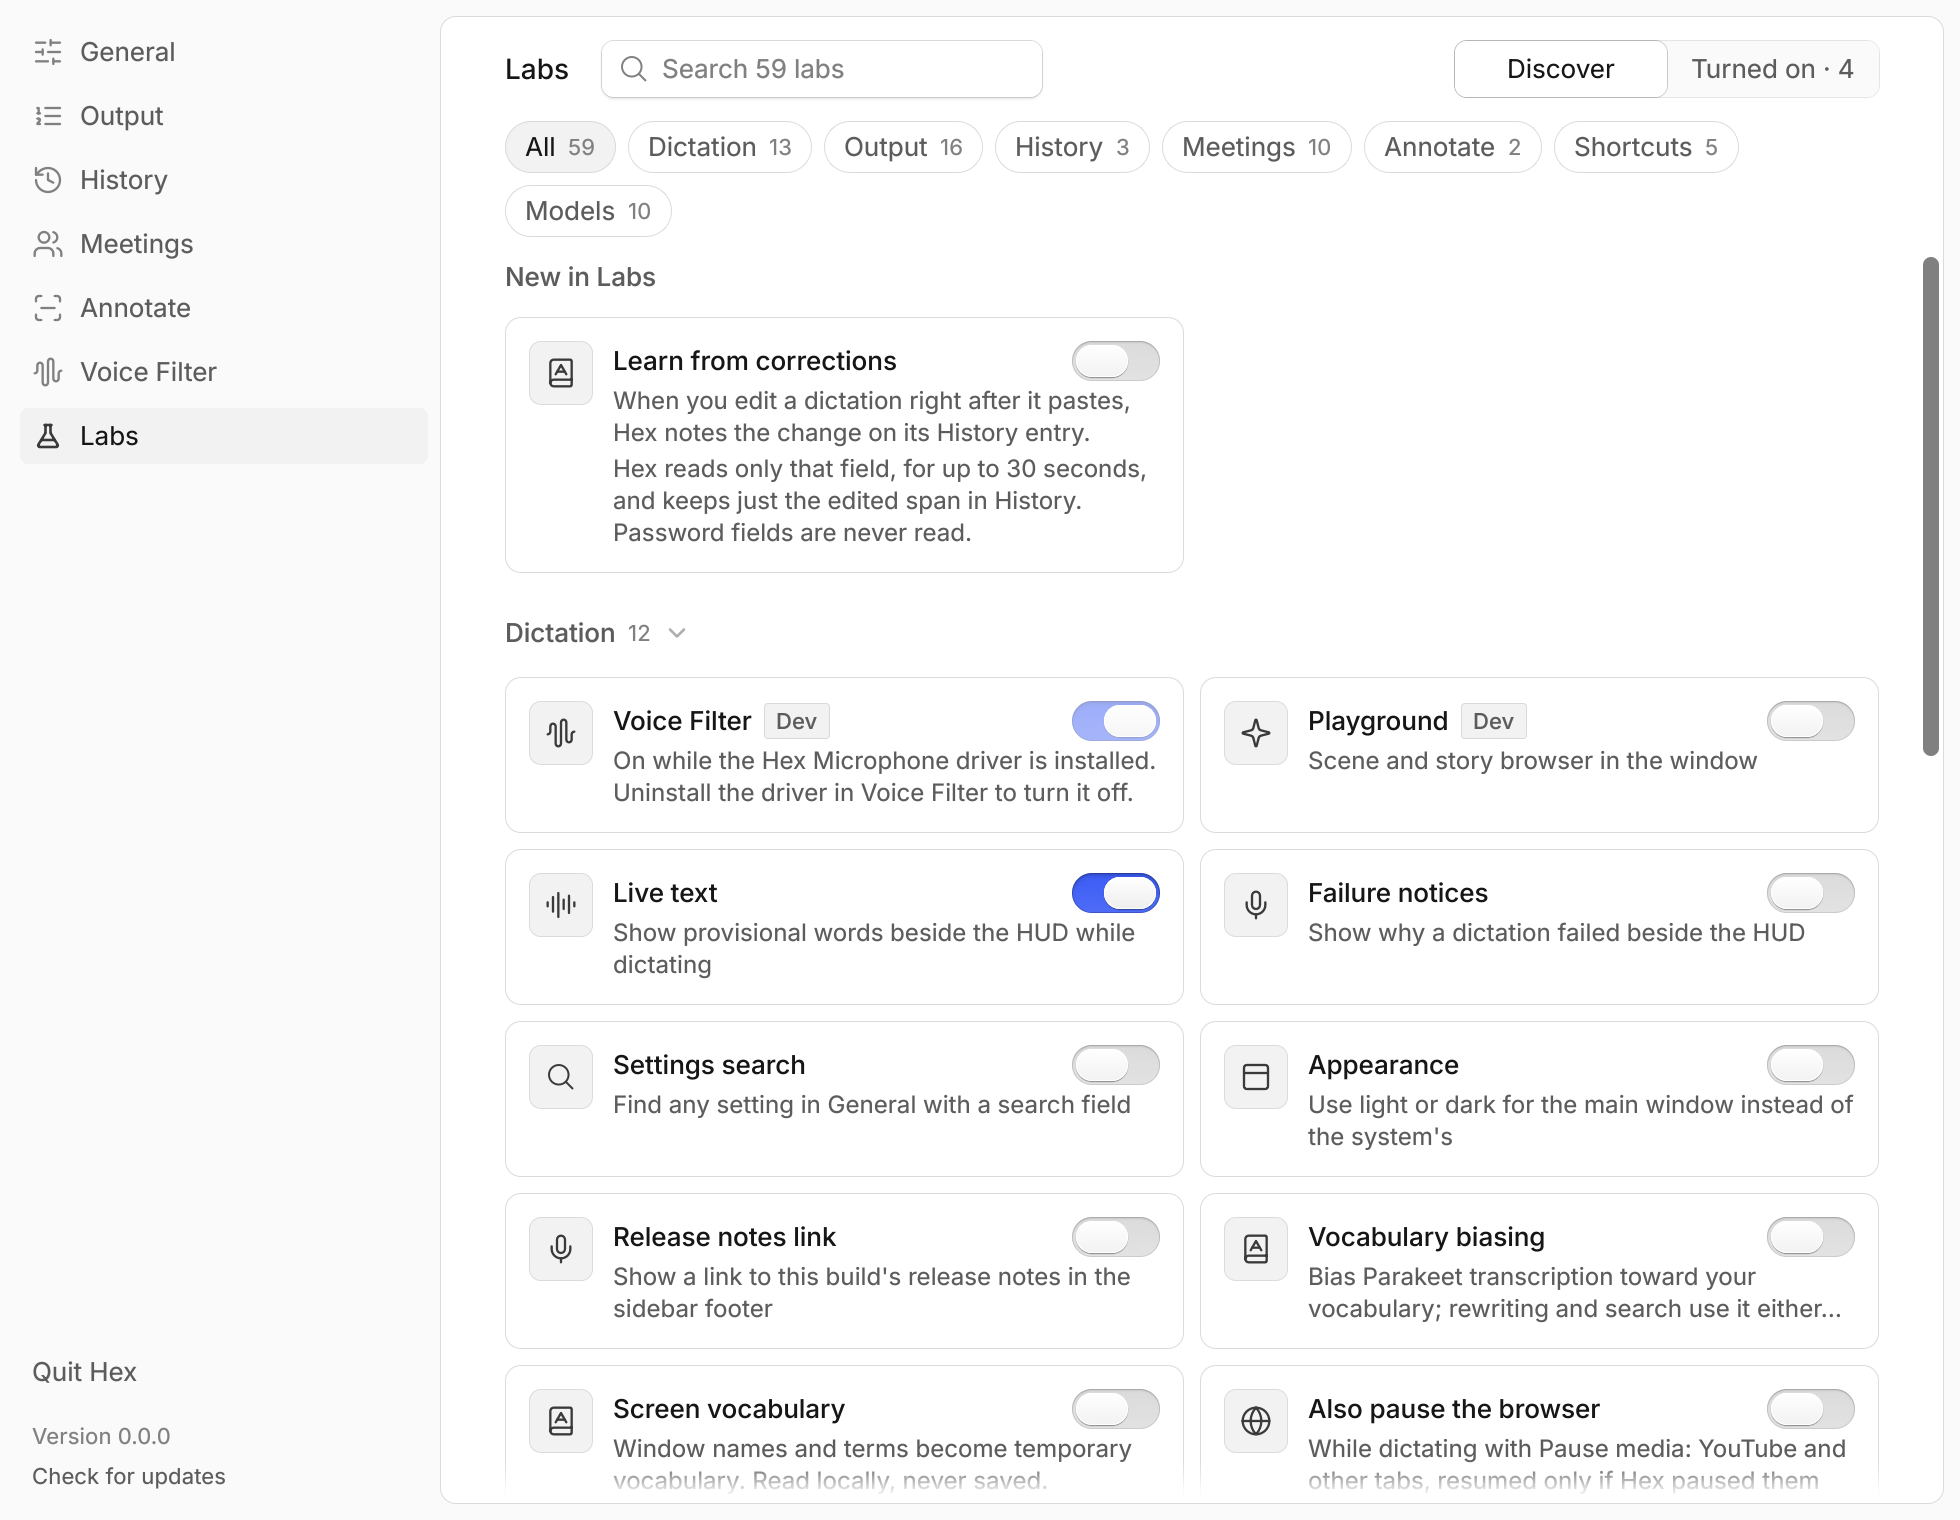 General
Output
History
Meetings
Annotate
Voice Filter
Labs
Quit Hex
Version 0.0.0
Check for updates
Labs
Search 59 labs
Discover
Turned on · 4
All 59
Dictation 13
Output 16
History 3
Meetings 10
Annotate 2
Shortcuts 5
Models 10
New in Labs
Learn from corrections
When you edit a dictation right after it pastes,
Hex notes the change on its History entry.
Hex reads only that field, for up to 30 seconds,
and keeps just the edited span in History.
Password fields are never read.
Dictation 12
Voice Filter Dev
On while the Hex Microphone driver is installed.
Uninstall the driver in Voice Filter to turn it off.
Playground Dev
Scene and story browser in the window
Live text
Show provisional words beside the HUD while
dictating
Failure notices
Show why a dictation failed beside the HUD
Settings search
Find any setting in General with a search field
Appearance
Use light or dark for the main window instead of
the system's
Release notes link
Show a link to this build's release notes in the
sidebar footer
Vocabulary biasing
Bias Parakeet transcription toward your
vocabulary; rewriting and search use it either...
Screen vocabulary
Window names and terms become temporary
vocabulary. Read locally, never saved.
Also pause the browser
While dictating with Pause media: YouTube and
other tabs, resumed only if Hex paused them